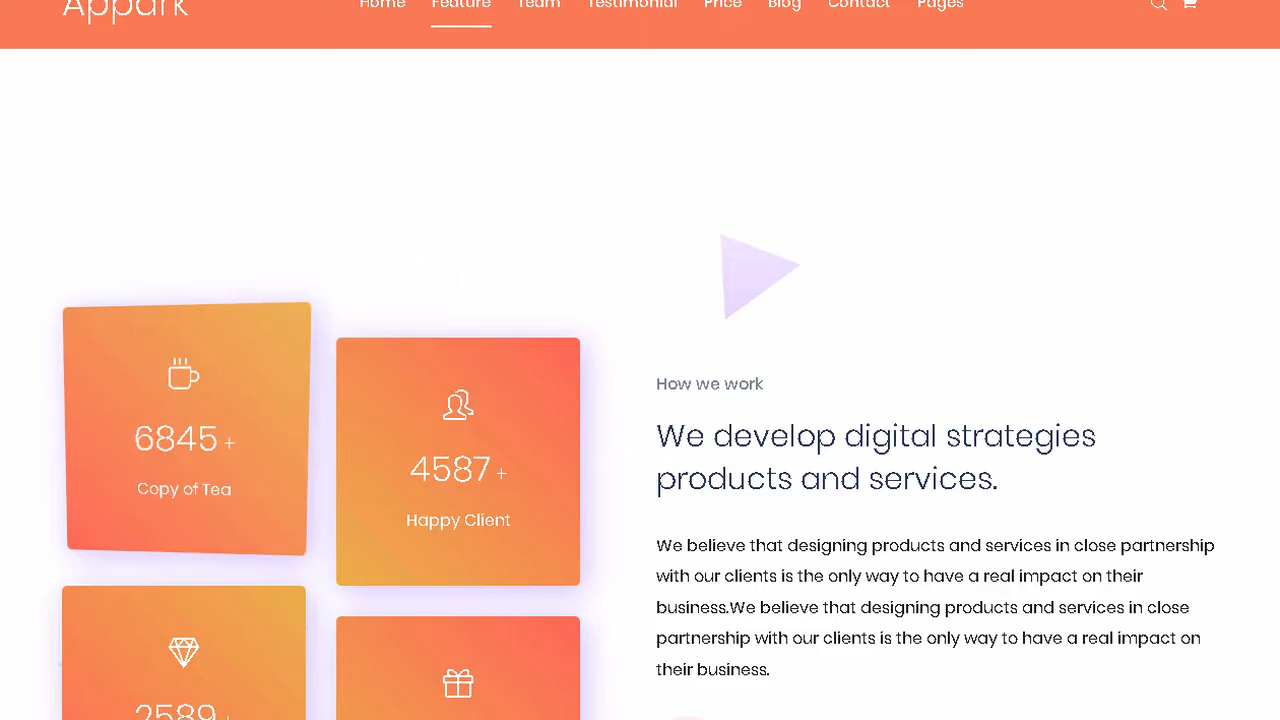 Appark
Home Feature Team Testimonial Price Blog Contact Pages
6845 +
Copy of Tea
4587 +
Happy Client
2589 +
How we work
We develop digital strategies
products and services.
We believe that designing products and services in close partnership
with our clients is the only way to have a real impact on their
business.We believe that designing products and services in close
partnership with our clients is the only way to have a real impact on
their business.